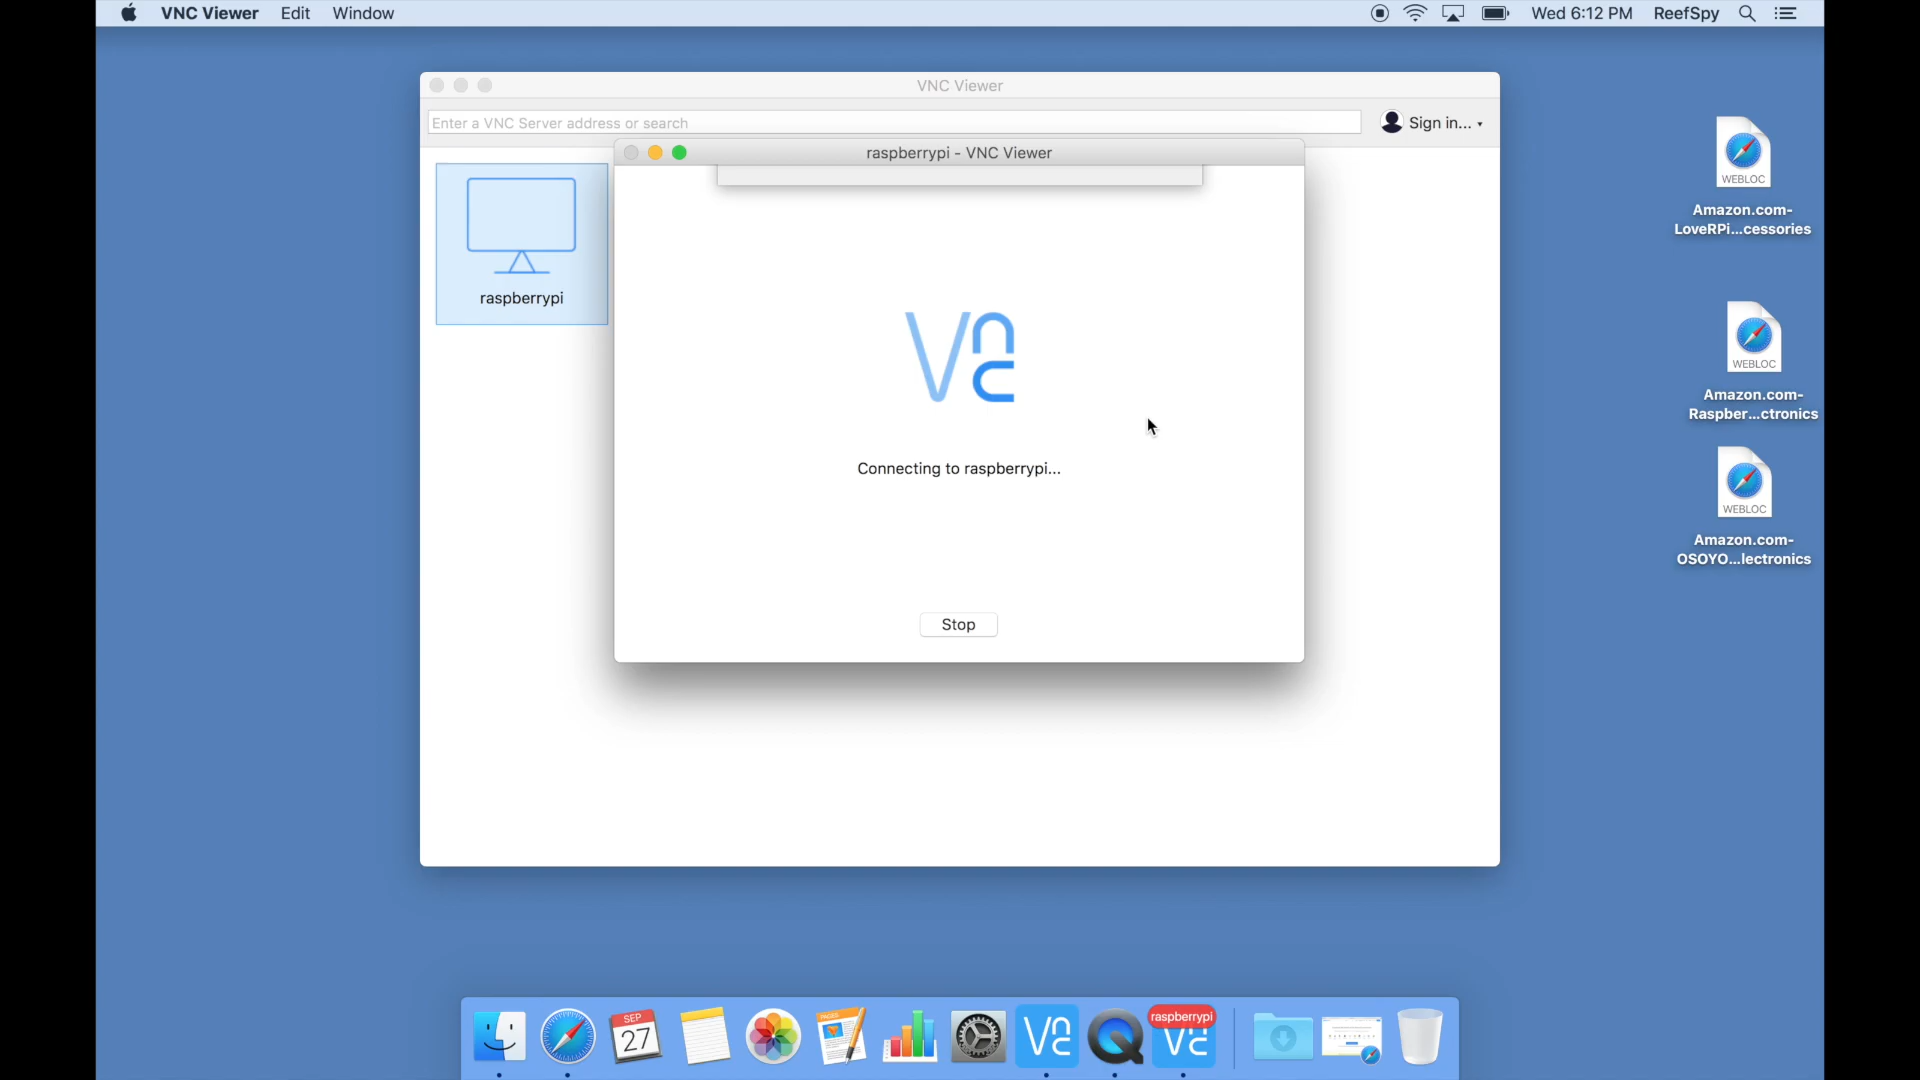 VNC Viewer Edit Window Wed 6:12 PM ReefSpy
VNC Viewer
Enter a VNC Server address or search
Sign in...
raspberrypi - VNC Viewer
raspberrypi
Connecting to raspberrypi...
Stop
WEBLOC
Amazon.com-
LoveRPi...cessories
WEBLOC
Amazon.com-
Raspber...ctronics
WEBLOC
Amazon.com-
OSOYO...lectronics
SEP
27
PAGES
raspberrypi